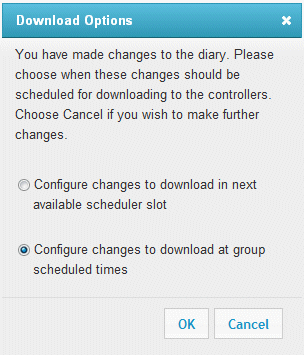 Download Options
You have made changes to the diary. Please
choose when these changes should be
scheduled for downloading to the controllers.
Choose Cancel if you wish to make further
changes.
Configure changes to download in next
available scheduler slot
Configure changes to download at group
scheduled times
OK Cancel